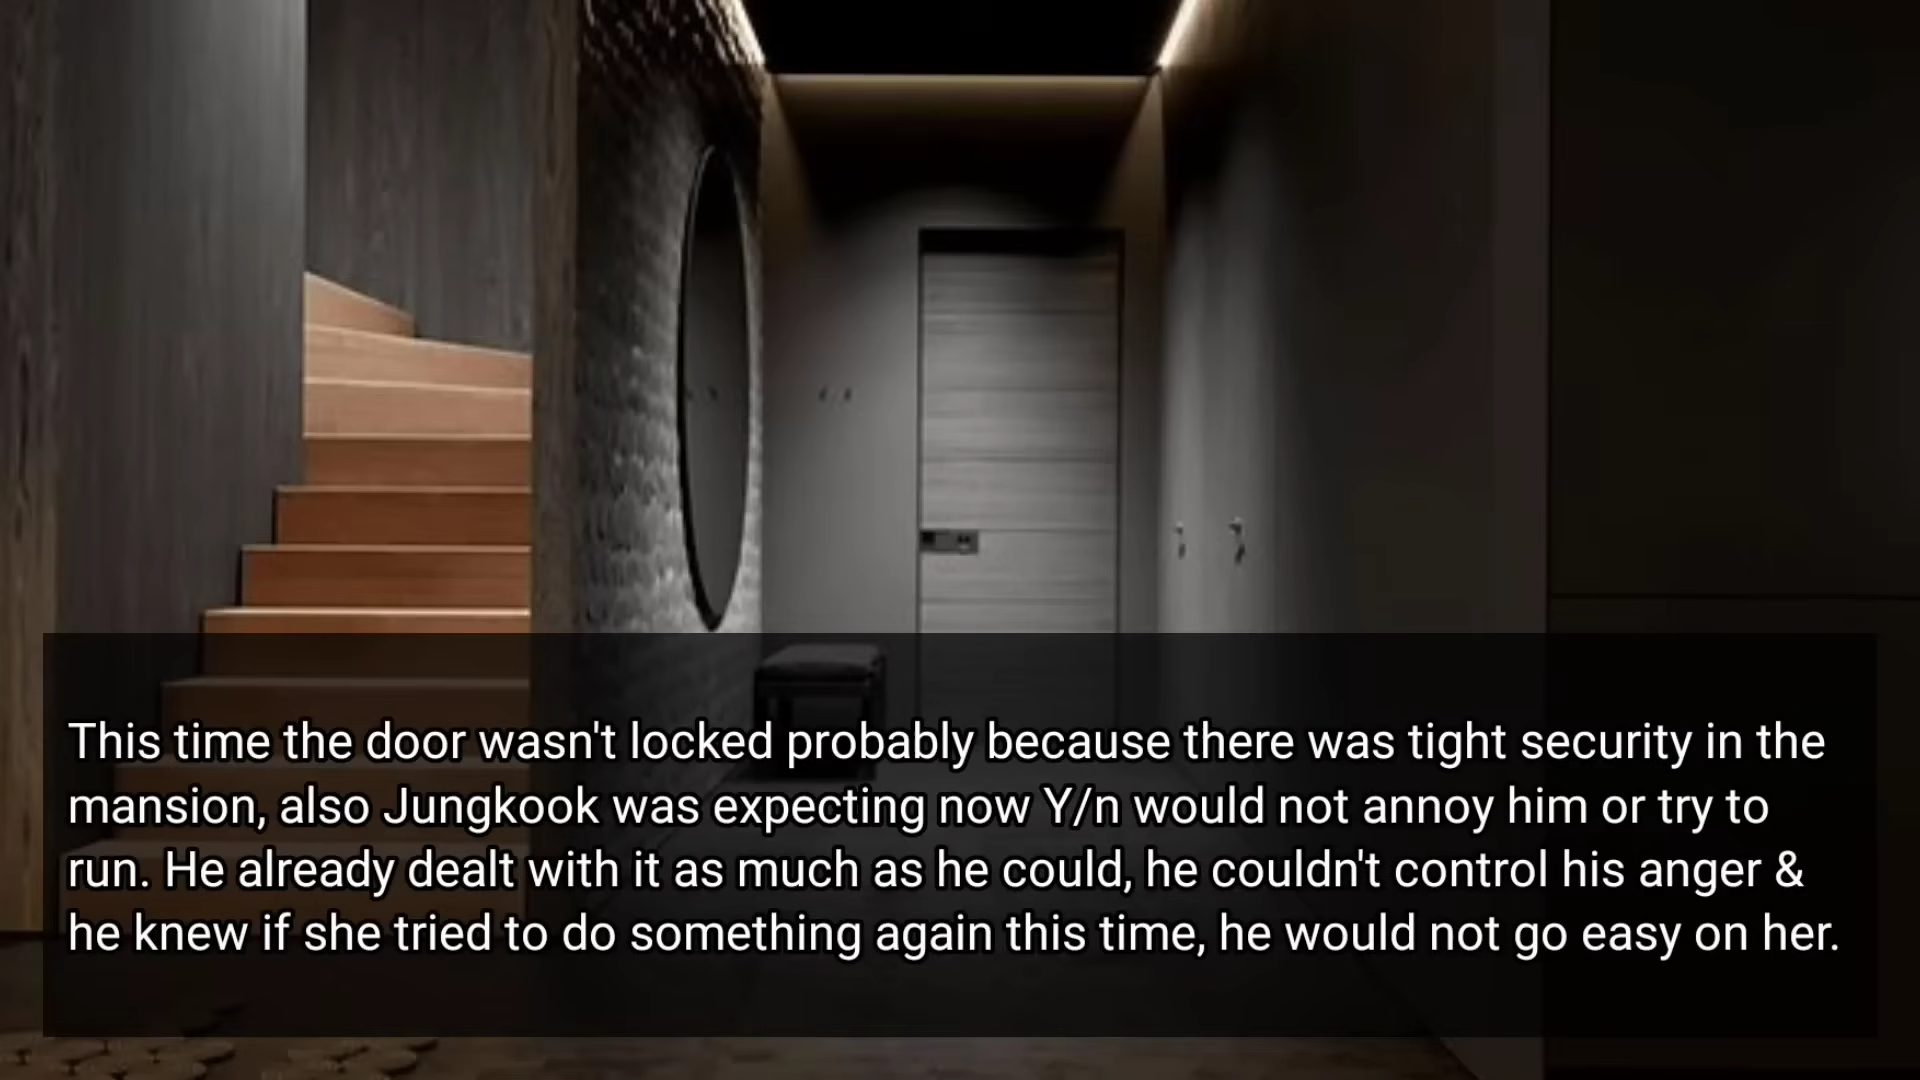 This time the door wasn't locked probably because there was tight security in the
mansion, also Jungkook was expecting now Y/n would not annoy him or try to
run. He already dealt with it as much as he could, he couldn't control his anger &
he knew if she tried to do something again this time, he would not go easy on her.